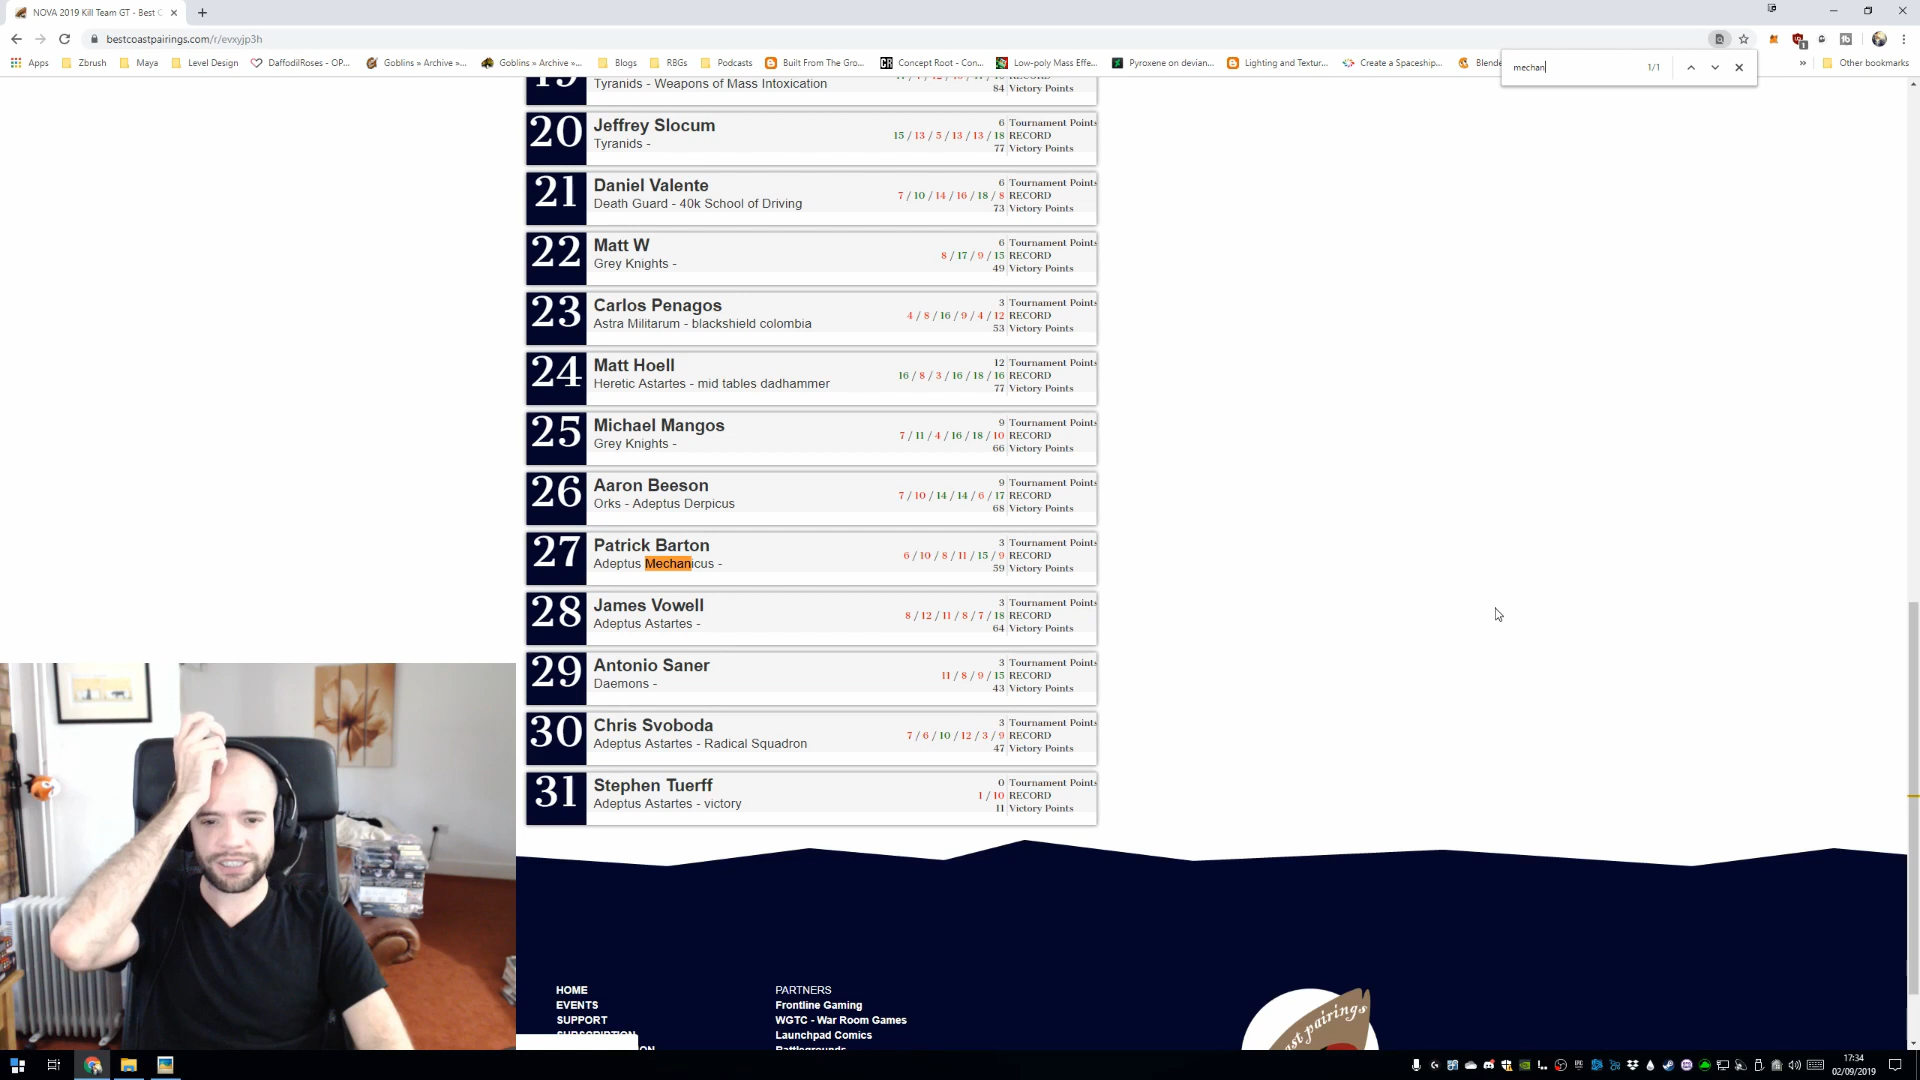 NOVA 2019 Kill Team GT - Best C
bestcoastpairings.com/r/evxyjp3h
Apps Zbrush Maya Level Design DaffodilRoses - OP... Goblins » Archive »... Goblins » Archive »... Blogs RBGs Podcasts Built From The Gro... Concept Root - Con... Low-poly Mass Effe... Pyroxene on devian... Lighting and Textur... Create a Spaceship... Blende » Other bookmarks
mechan 1/1
19
Tyranids - Weapons of Mass Intoxication
84 Victory Points
20
Jeffrey Slocum
Tyranids -
6 Tournament Points
15 / 13 / 5 / 13 / 13 / 18 RECORD
77 Victory Points
21
Daniel Valente
Death Guard - 40k School of Driving
6 Tournament Points
7 / 10 / 14 / 16 / 18 / 8 RECORD
73 Victory Points
22
Matt W
Grey Knights -
6 Tournament Points
8 / 17 / 9 / 15 RECORD
49 Victory Points
23
Carlos Penagos
Astra Militarum - blackshield colombia
3 Tournament Points
4 / 8 / 16 / 9 / 4 / 12 RECORD
53 Victory Points
24
Matt Hoell
Heretic Astartes - mid tables dadhammer
12 Tournament Points
16 / 8 / 3 / 16 / 18 / 16 RECORD
77 Victory Points
25
Michael Mangos
Grey Knights -
9 Tournament Points
7 / 11 / 4 / 16 / 18 / 10 RECORD
66 Victory Points
26
Aaron Beeson
Orks - Adeptus Derpicus
9 Tournament Points
7 / 10 / 14 / 14 / 6 / 17 RECORD
68 Victory Points
27
Patrick Barton
Adeptus Mechanicus -
3 Tournament Points
6 / 10 / 8 / 11 / 15 / 9 RECORD
59 Victory Points
28
James Vowell
Adeptus Astartes -
3 Tournament Points
8 / 12 / 11 / 8 / 7 / 18 RECORD
64 Victory Points
29
Antonio Saner
Daemons -
3 Tournament Points
11 / 8 / 9 / 15 RECORD
43 Victory Points
30
Chris Svoboda
Adeptus Astartes - Radical Squadron
3 Tournament Points
7 / 6 / 10 / 12 / 3 / 9 RECORD
47 Victory Points
31
Stephen Tuerff
Adeptus Astartes - victory
0 Tournament Points
1 / 10 RECORD
11 Victory Points
HOME
EVENTS
SUPPORT
SUBSCRIPTION
PARTNERS
Frontline Gaming
WGTC - War Room Games
Launchpad Comics
Battlegrounds
ast pairings
17:34
02/09/2019